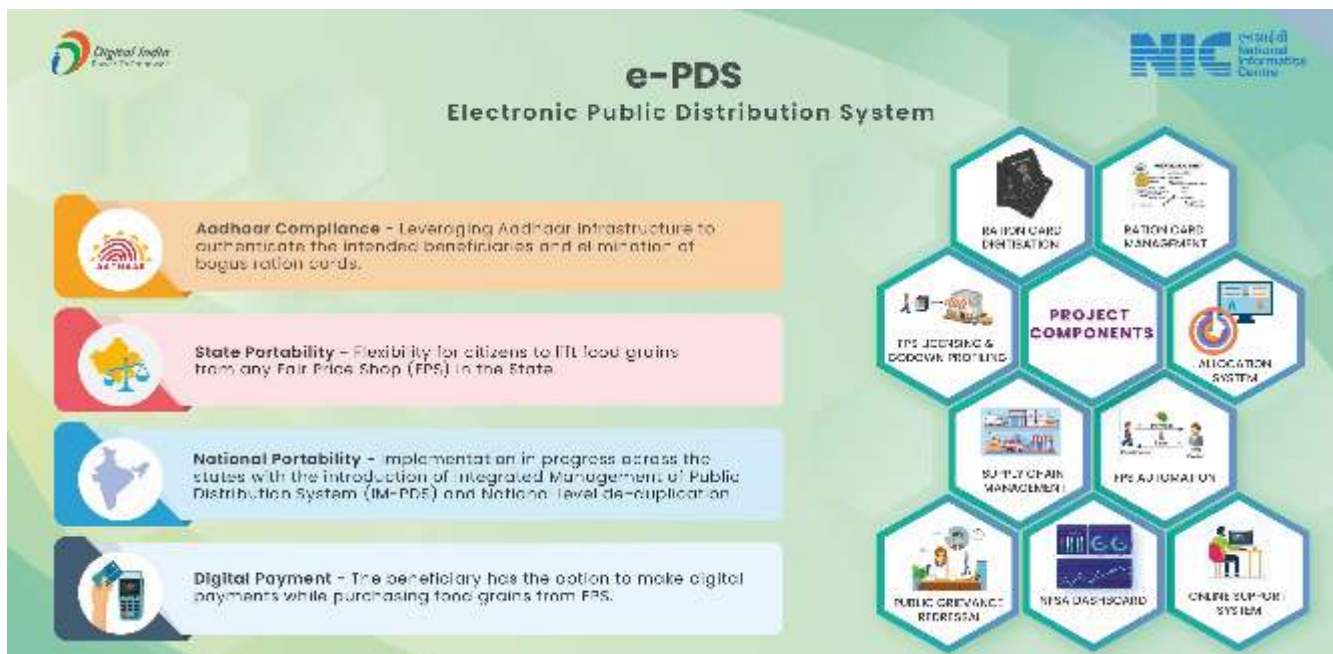 Digital India
Power To Empower
NIC
एनआईसी
National
Informatics
Centre
e-PDS
Electronic Public Distribution System
Aadhaar Compliance - Leveraging Aadhaar Infrastructure to
authenticate the intended beneficiaries and elimination of
bogus ration cards.
AADHAAR
State Portability - Flexibility for citizens to lift food grains
from any Fair Price Shop (FPS) in the State
National Portability - Implementation in progress across the
states with the introduction of Integrated Management of Public
Distribution System (IM-PDS) and National level de-duplication
Digital Payment - The beneficiary has the option to make digital
payments while purchasing food grains from FPS.
RATION CARD
DIGITISATION
RATION CARD
MANAGEMENT
FPS LICENSING &
GODOWN PROFILING
PROJECT
COMPONENTS
ALLOCATION
SYSTEM
SUPPLY CHAIN
MANAGEMENT
FPS AUTOMATION
PUBLIC GRIEVANCE
REDRESSAL
NFSA DASHBOARD
ONLINE SUPPORT
SYSTEM